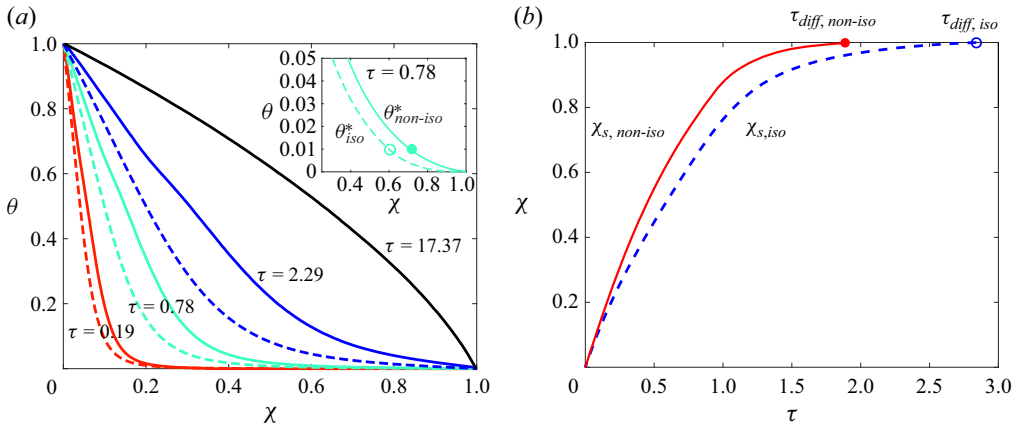 (a)
1.0
0.8
0.6
θ
0.4
0.2
0
0.2
0.4
0.6
0.8
1.0
χ
τ = 0.19
τ = 0.78
τ = 2.29
τ = 17.37
0.05
0.04
0.03
θ
0.02
0.01
0
0.4
0.6
0.8
1.0
χ
τ = 0.78
θ*iso
θ*non-iso
(b)
τdiff, non-iso
τdiff, iso
1.0
0.8
0.6
χ
0.4
0.2
0
0.5
1.0
1.5
2.0
2.5
3.0
τ
χs, non-iso
χs,iso